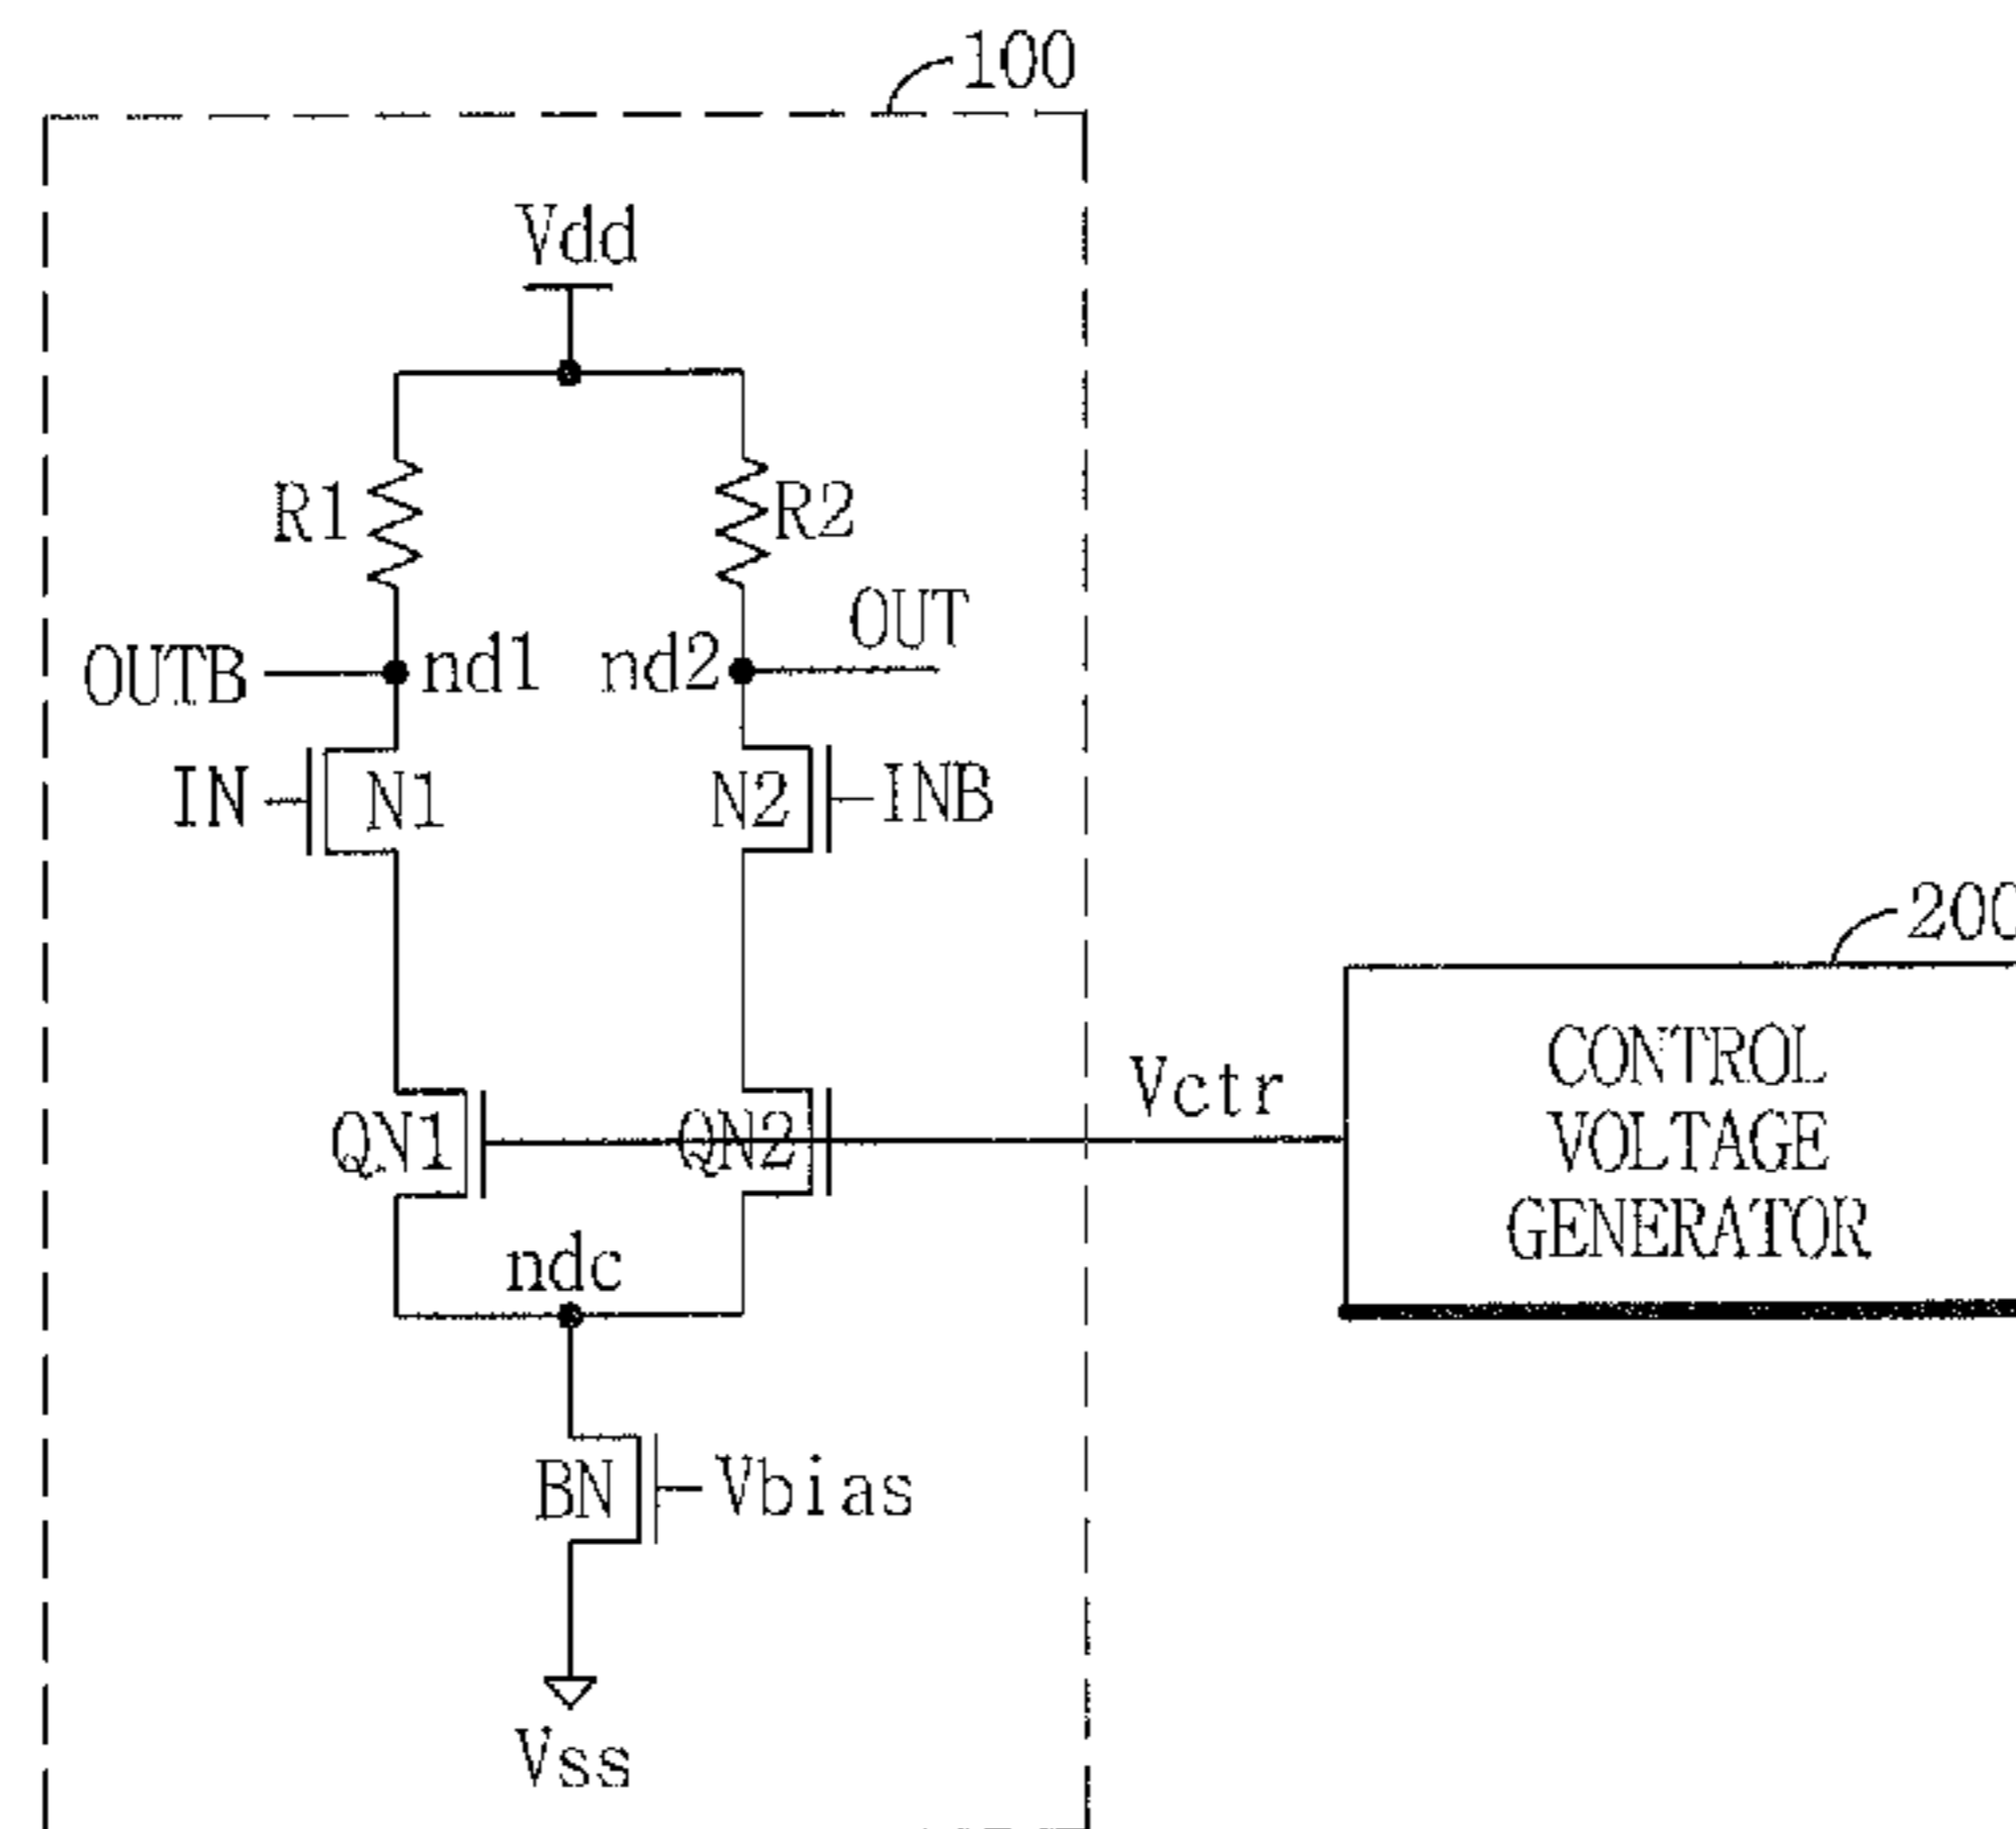 100
Vdd
R1
R2
OUT
OUTB
nd1
nd2
IN
N1
N2
INB
200
CONTROL
VOLTAGE
GENERATOR
Vctr
QN1
QN2
ndc
BN
Vbias
Vss